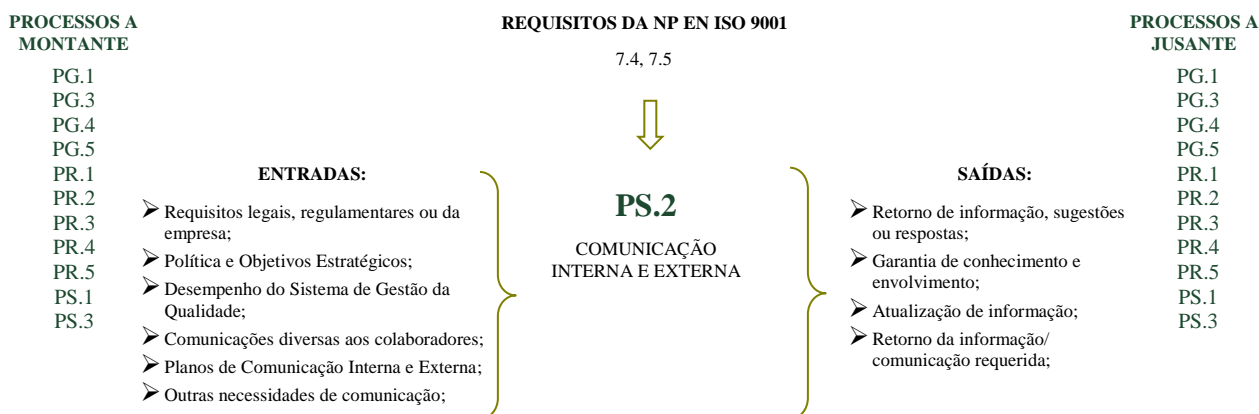 PROCESSOS A
MONTANTE
PG.1
PG.3
PG.4
PG.5
PR.1
PR.2
PR.3
PR.4
PR.5
PS.1
PS.3
ENTRADAS:
Requisitos legais, regulamentares ou da
empresa;
Política e Objetivos Estratégicos;
Desempenho do Sistema de Gestão da
Qualidade;
Comunicações diversas aos colaboradores;
Planos de Comunicação Interna e Externa;
Outras necessidades de comunicação;
REQUISITOS DA NP EN ISO 9001
7.4, 7.5
PS.2
COMUNICAÇÃO
INTERNA E EXTERNA
SAÍDAS:
Retorno de informação, sugestões
ou respostas;
Garantia de conhecimento e
envolvimento;
Atualização de informação;
Retorno da informação/
comunicação requerida;
PROCESSOS A
JUSANTE
PG.1
PG.3
PG.4
PG.5
PR.1
PR.2
PR.3
PR.4
PR.5
PS.1
PS.3